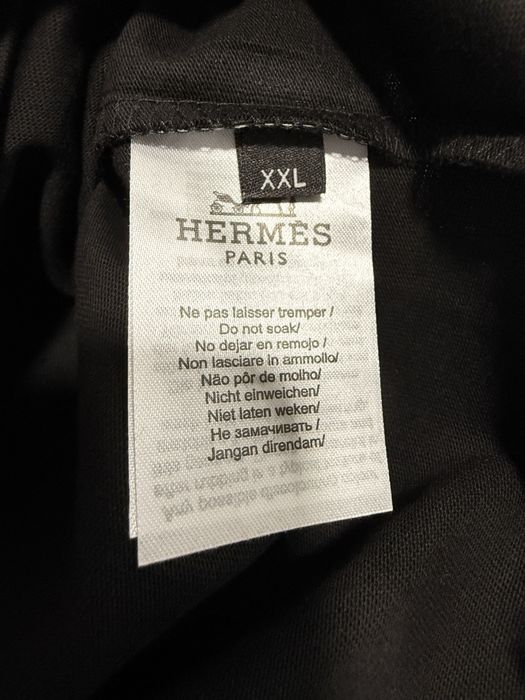 XXL
HERMÈS
PARIS
Ne pas laisser tremper /
Do not soak/
No dejar en remojo /
Non lasciare in ammollo/
Não pôr de molho/
Nicht einweichen/
Niet laten weken/
Не замачивать /
Jangan direndam/